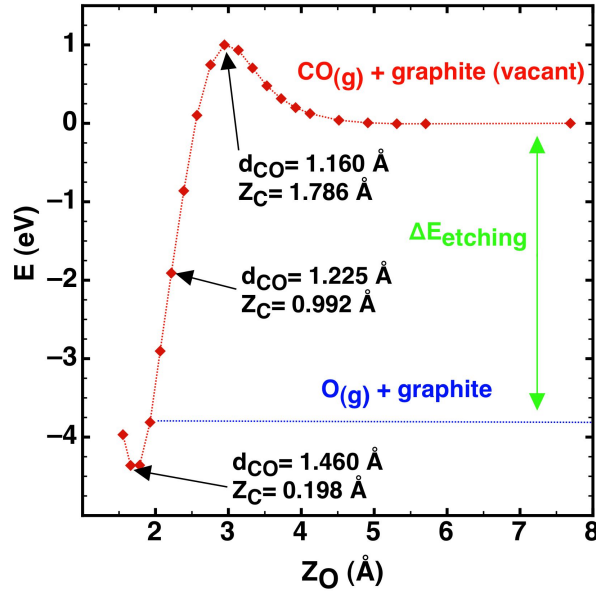 E (eV)
1
0
−1
−2
−3
−4
CO(g) + graphite (vacant)
dCO= 1.160 Å
ZC= 1.786 Å
ΔEetching
dCO= 1.225 Å
ZC= 0.992 Å
O(g) + graphite
dCO= 1.460 Å
ZC= 0.198 Å
2 3 4 5 6 7 8
ZO (Å)